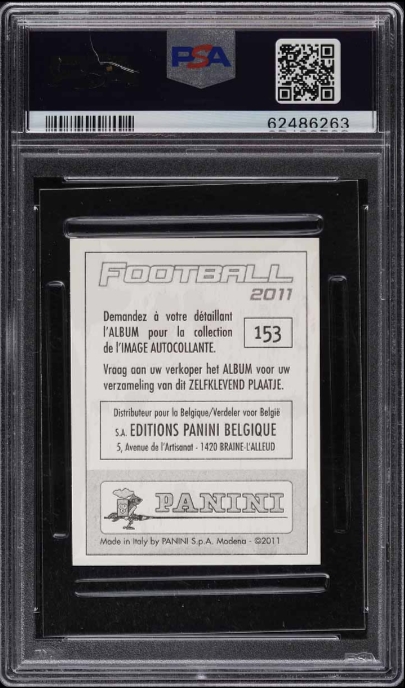 PSA
62486263
FOOTBALL
2011
Demandez à votre détaillant
l'ALBUM pour la collection
de l'IMAGE AUTOCOLLANTE.
153
Vraag aan uw verkoper het ALBUM voor uw
verzameling van dit ZELFKLEVEND PLAATJE.
Distributeur pour la Belgique/Verdeler voor België
S.A. EDITIONS PANINI BELGIQUE
5, Avenue de l'Artisanat - 1420 BRAINE-L'ALLEUD
PANINI
Made in Italy by PANINI S.p.A. Modena - ©2011